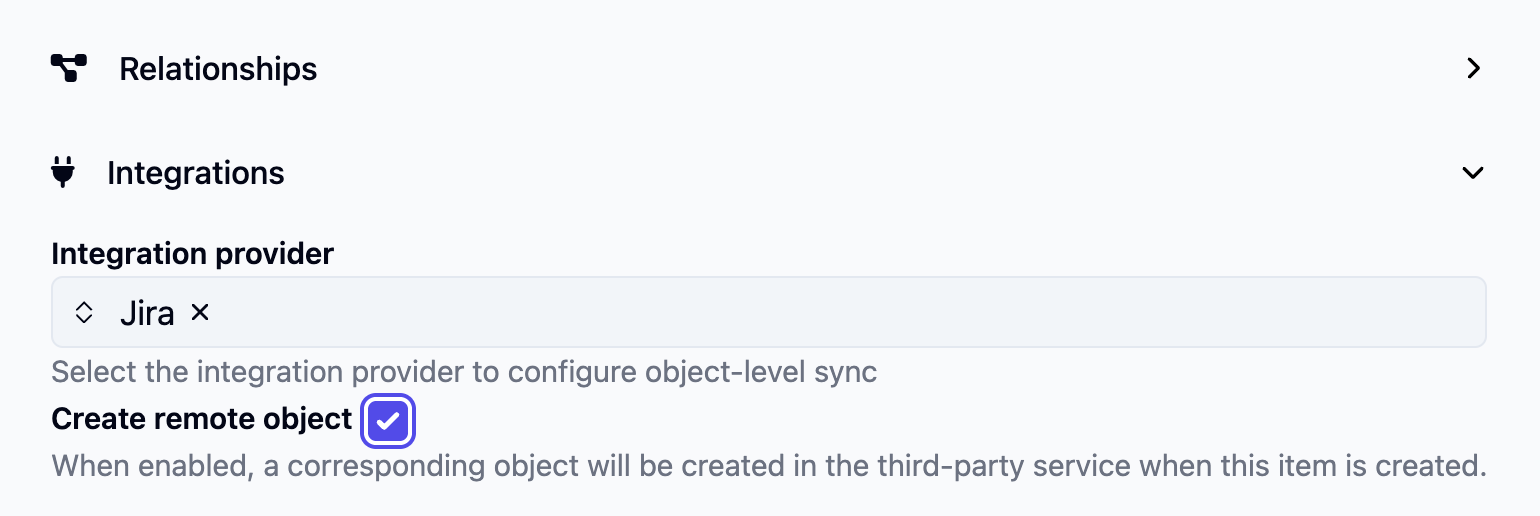 Relationships
Integrations
Integration provider
Jira
Select the integration provider to configure object-level sync
Create remote object
When enabled, a corresponding object will be created in the third-party service when this item is created.